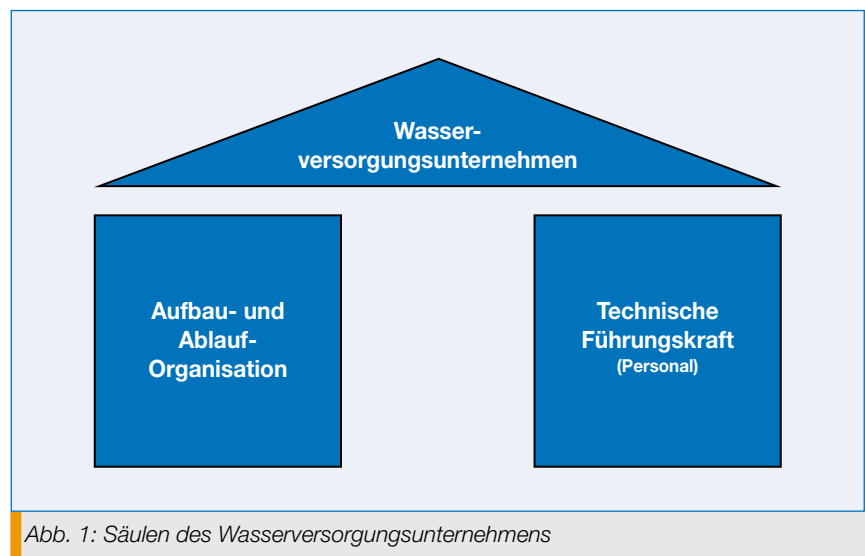 Wasser-
versorgungsunternehmen
Aufbau- und
Ablauf-
Organisation
Technische
Führungskraft
(Personal)
Abb. 1: Säulen des Wasserversorgungsunternehmens